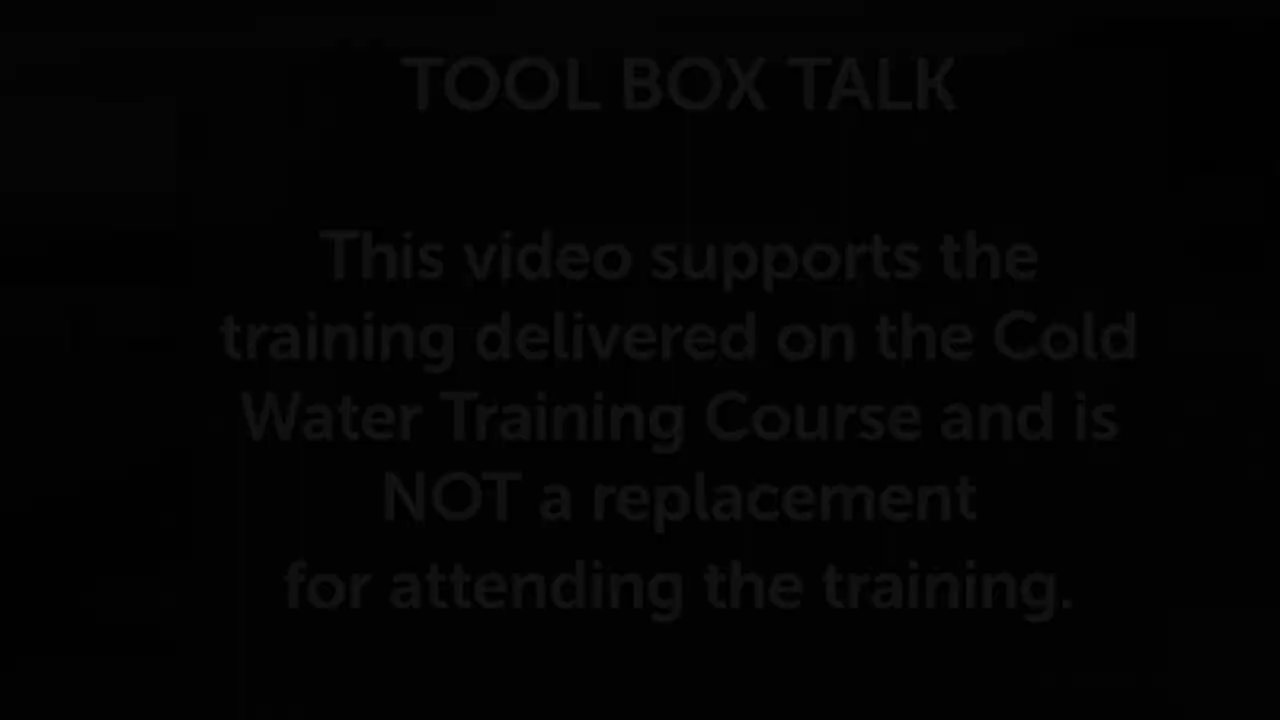 TOOL BOX TALK
This video supports the
training delivered on the Cold
Water Training Course and is
NOT a replacement
for attending the training.